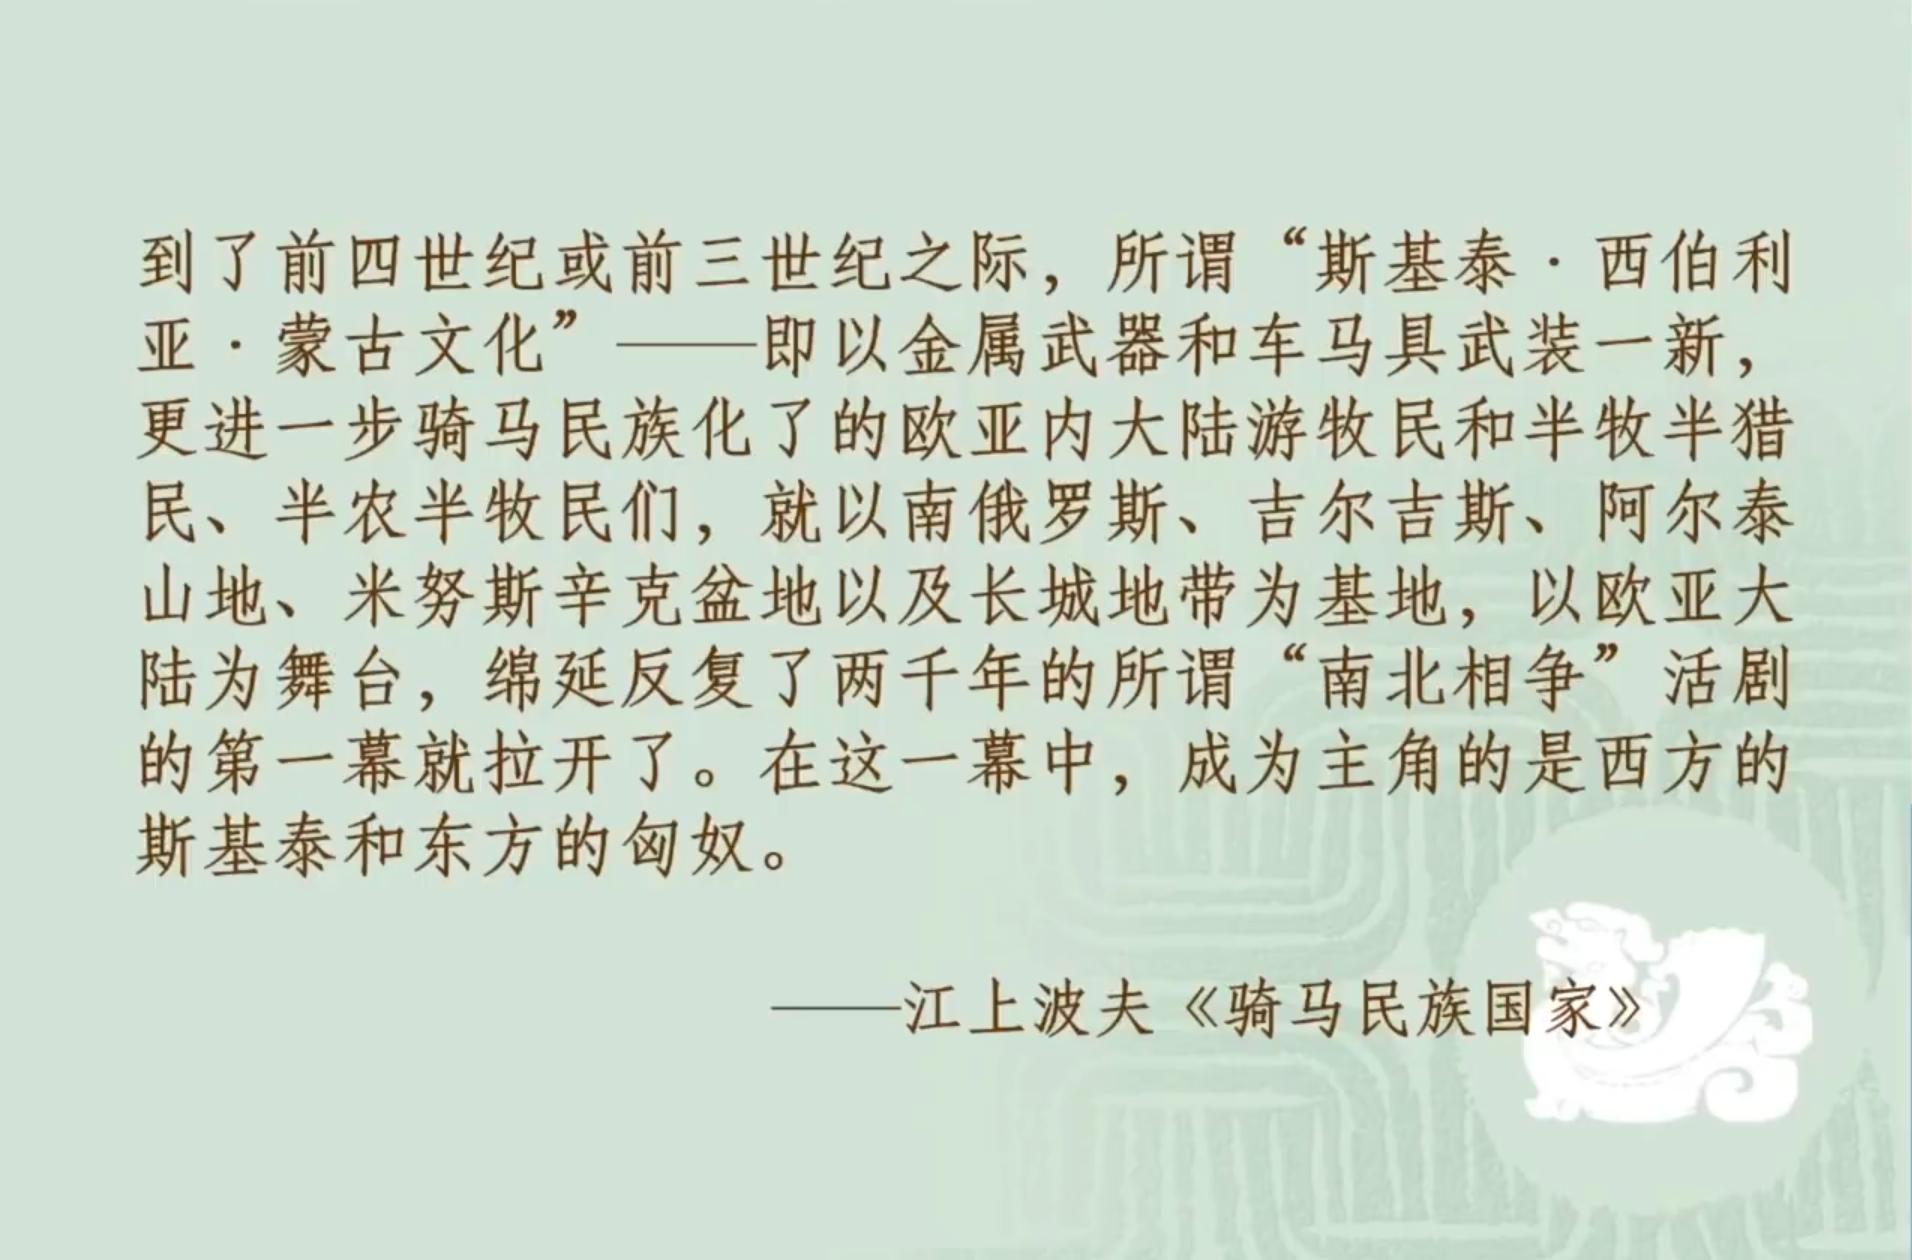 到了前四世纪或前三世纪之际，所谓“斯基泰·西伯利
亚·蒙古文化”——即以金属武器和车马具武装一新，
更进一步骑马民族化了的欧亚内大陆游牧民和半牧半猎
民、半农半牧民们，就以南俄罗斯、吉尔吉斯、阿尔泰
山地、米努斯辛克盆地以及长城地带为基地，以欧亚大
陆为舞台，绵延反复了两千年的所谓“南北相争”活剧
的第一幕就拉开了。在这一幕中，成为主角的是西方的
斯基泰和东方的匈奴。
——江上波夫《骑马民族国家》